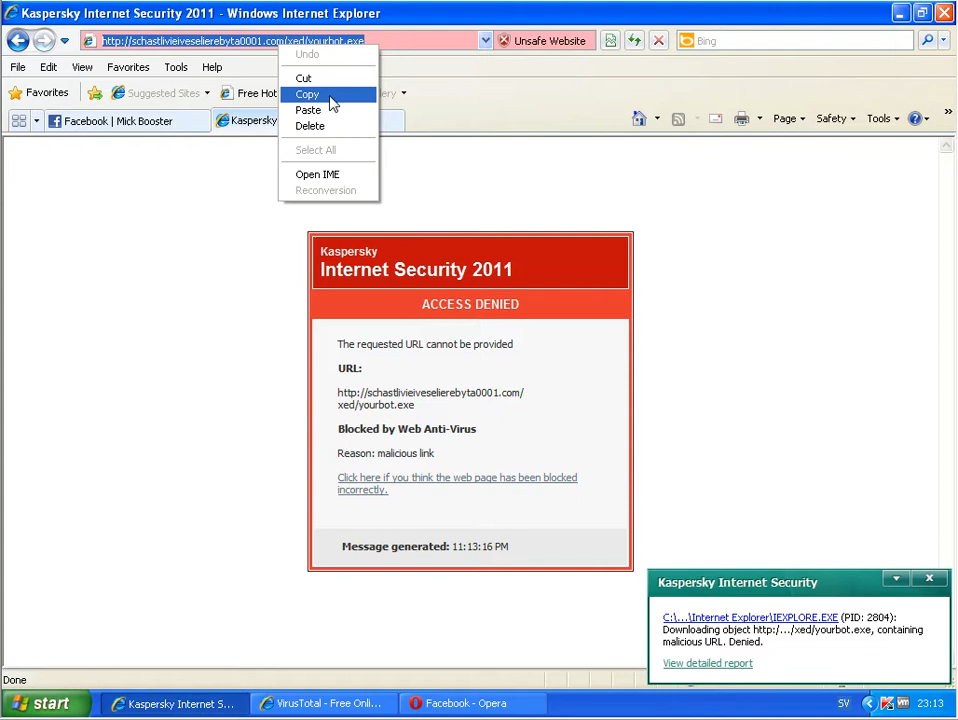 Kaspersky Internet Security 2011 - Windows Internet Explorer
http://schastlivieiveselierebyta0001.com/xed/yourbot.exe
Unsafe Website
Bing
File Edit View Favorites Tools Help
Favorites Suggested Sites Free Hot
Facebook | Mick Booster
Kaspersky
Page Safety Tools
Undo
Cut
Copy
Paste
Delete
Select All
Open IME
Reconversion
Kaspersky
Internet Security 2011
ACCESS DENIED
The requested URL cannot be provided
URL:
http://schastlivieiveselierebyta0001.com/
xed/yourbot.exe
Blocked by Web Anti-Virus
Reason: malicious link
Click here if you think the web page has been blocked
incorrectly.
Message generated: 11:13:16 PM
Kaspersky Internet Security
C:\...\Internet Explorer\IEXPLORE.EXE (PID: 2804):
Downloading object http:/.../xed/yourbot.exe, containing
malicious URL. Denied.
View detailed report
Done
start
Kaspersky Internet S...
VirusTotal - Free Onli...
Facebook - Opera
SV
23:13